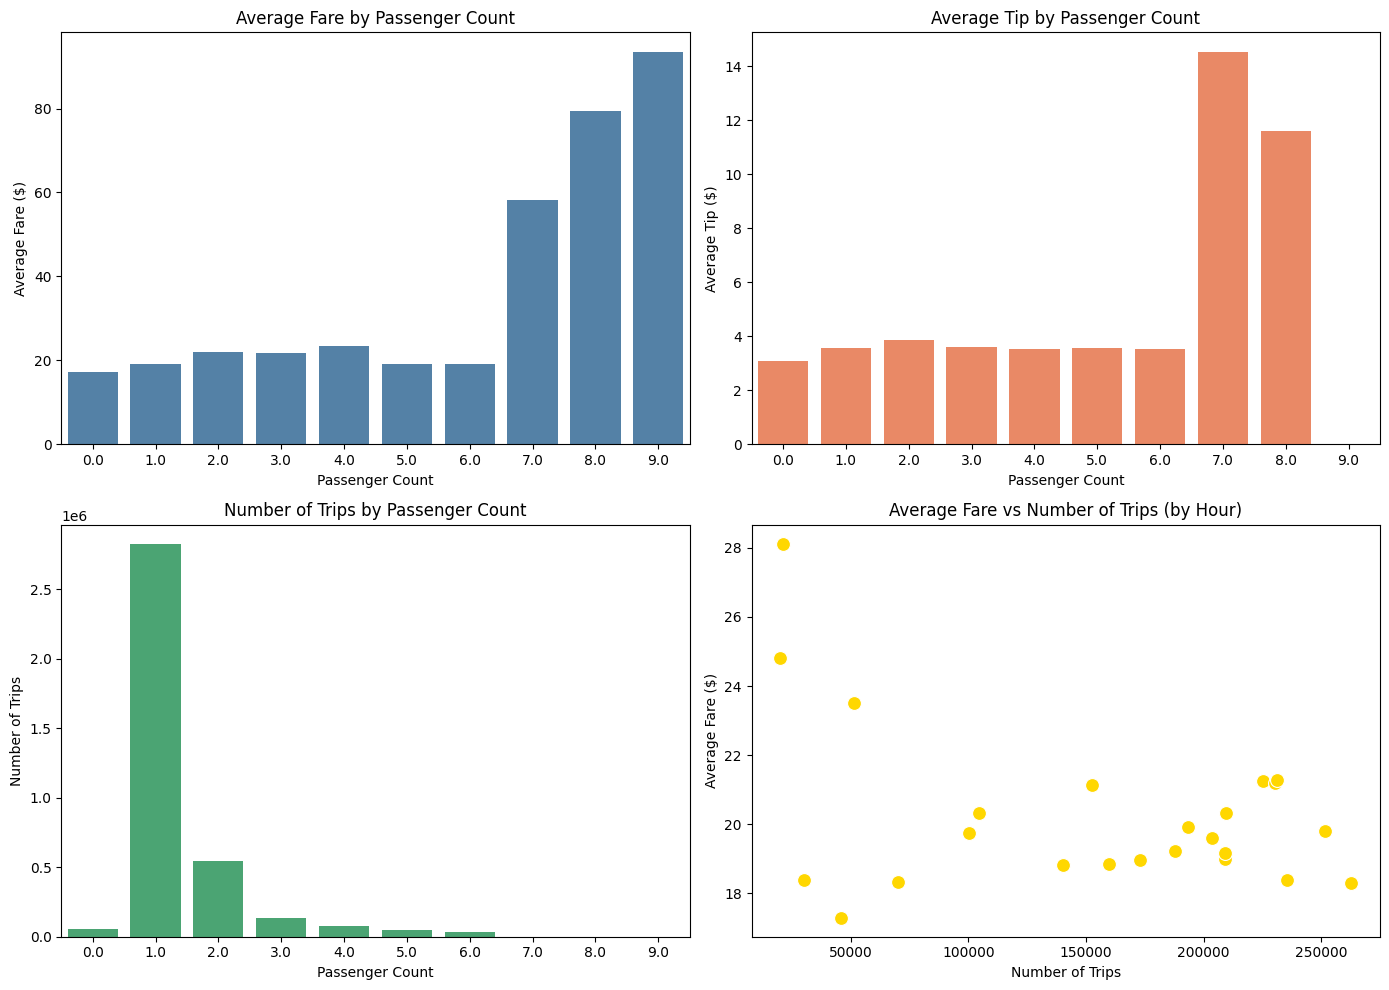 Average Fare by Passenger Count
80
60
40
20
0
Average Fare ($)
0.0 1.0 2.0 3.0 4.0 5.0 6.0 7.0 8.0 9.0
Passenger Count
Average Tip by Passenger Count
14
12
10
8
6
4
2
0
Average Tip ($)
0.0 1.0 2.0 3.0 4.0 5.0 6.0 7.0 8.0 9.0
Passenger Count
Number of Trips by Passenger Count
1e6
2.5
2.0
1.5
1.0
0.5
0.0
Number of Trips
0.0 1.0 2.0 3.0 4.0 5.0 6.0 7.0 8.0 9.0
Passenger Count
Average Fare vs Number of Trips (by Hour)
28
26
24
22
20
18
Average Fare ($)
50000 100000 150000 200000 250000
Number of Trips